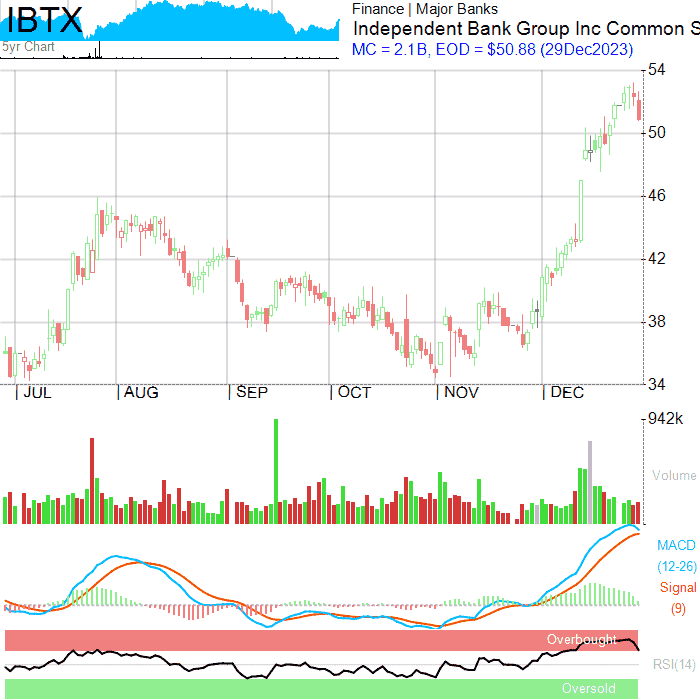 IBTX
5yr Chart
Finance | Major Banks
Independent Bank Group Inc Common S
MC = 2.1B, EOD = $50.88 (29Dec2023)
54
50
46
42
38
34
JUL AUG SEP OCT NOV DEC
942k
Volume
MACD
(12-26)
Signal
(9)
Overbought
RSI(14)
Oversold